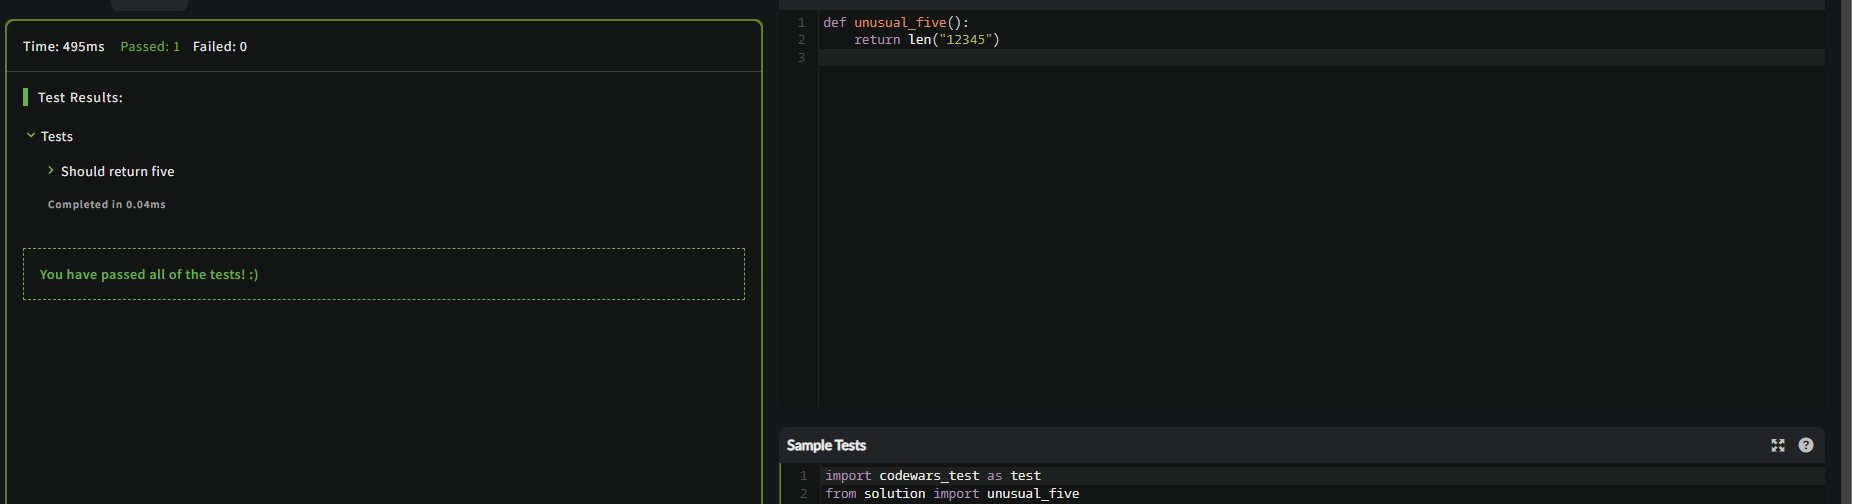 Time: 495ms Passed: 1 Failed: 0
Test Results:
Tests
Should return five
Completed in 0.04ms
You have passed all of the tests! :)
1 def unusual_five():
2     return len("12345")
3
Sample Tests
?
1 import codewars_test as test
2 from solution import unusual_five